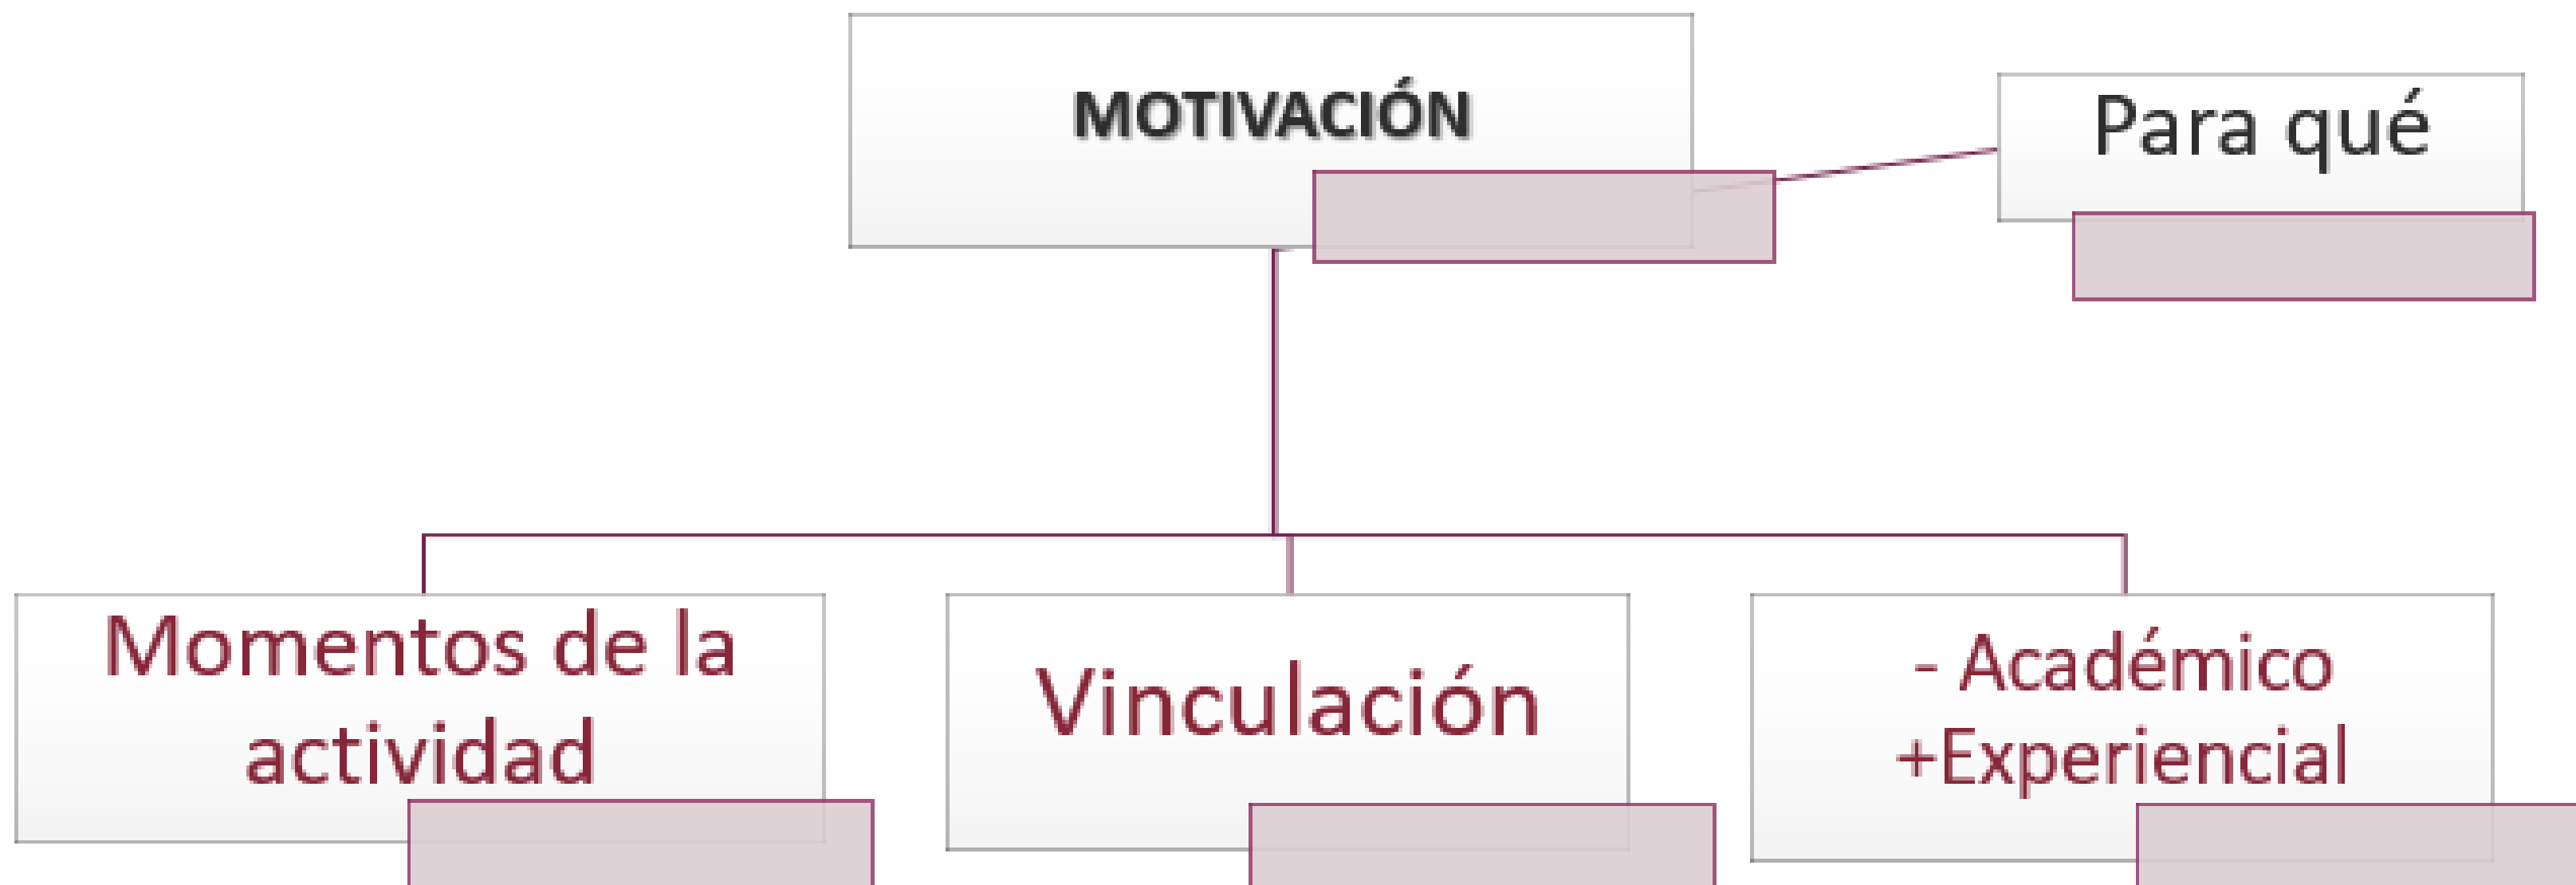 MOTIVACIÓN
Para qué
Momentos de la
actividad
Vinculación
- Académico
+Experiencial